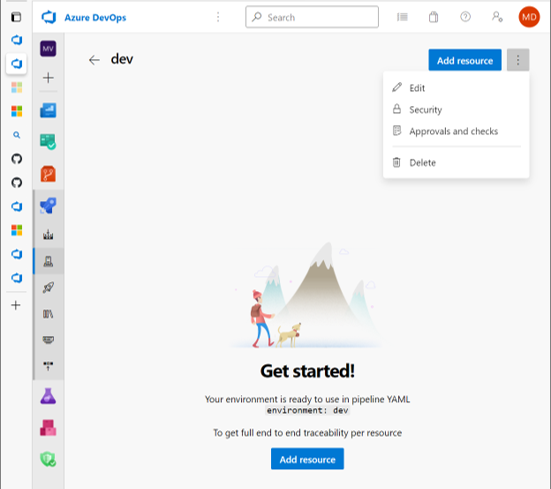 Azure DevOps
Search
MD
MV
dev
Add resource
Edit
Security
Approvals and checks
Delete
Get started!
Your environment is ready to use in pipeline YAML
environment: dev
To get full end to end traceability per resource
Add resource